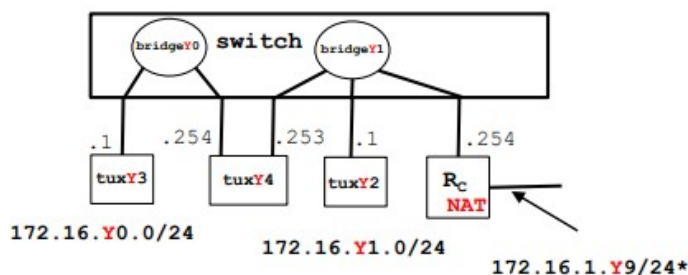 bridgeY0 switch bridgeY1
.1 .254 .253 .1 .254
tuxY3 tuxY4 tuxY2 Rc
NAT
172.16.Y0.0/24 172.16.Y1.0/24
172.16.1.Y9/24*